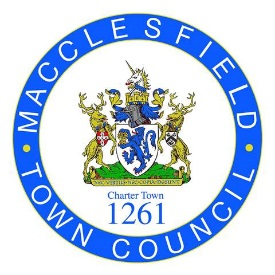 MACCLESFIELD
Charter Town
1261
TOWN COUNCIL